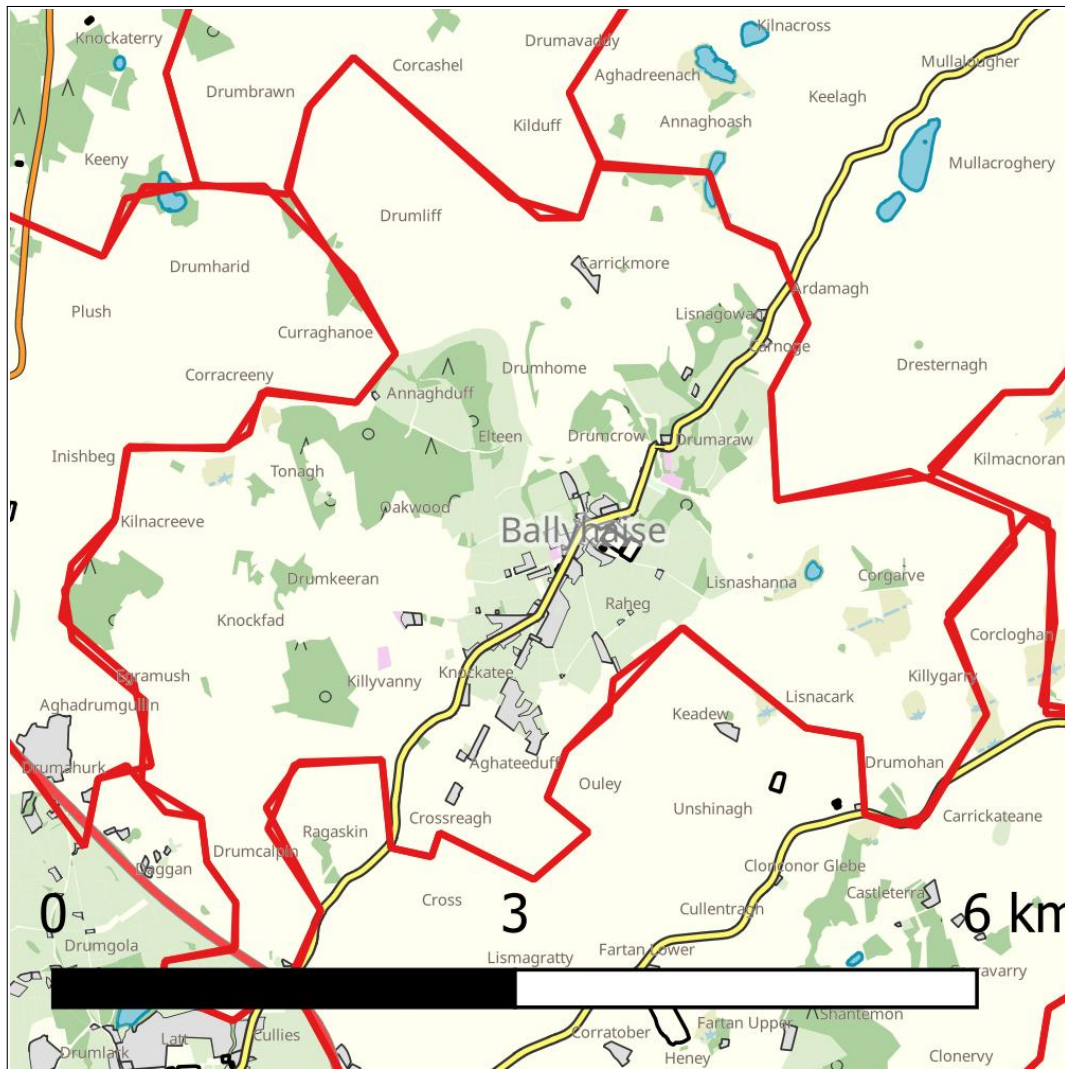 Kilnacross
Knockaterry
Drumavaddy
Mullalougher
Corcashel
Aghadreenach
Drumbrawn
Keelagh
Annaghoash
Kilduff
Keeny
Mullacroghery
Drumliff
Drumharid
Carrickmore
Ardamagh
Plush
Lisnagowan
Curraghanoe
Carnoge
Drumhome
Dresternagh
Corracreeny
Annaghduff
Elteen
Drumcrow
Drumaraw
Inishbeg
Kilmacnoran
Tonagh
Oakwood
Kilnacreeve
Ballyhaise
Drumkeeran
Lisnashanna
Corgarve
Raheg
Knockfad
Corcloghan
Egramush
Knockatee
Killygarry
Killyvanny
Lisnacark
Aghadrumgullin
Keadew
Drumahurk
Aghateeduff
Drumohan
Ouley
Unshinagh
Crossreagh
Carrickateane
Ragaskin
Drumcalpin
Daggan
Clonconor Glebe
Castleterra
Cross
Cullentragh
0
3
6 km
Drumgola
Fartan Lower
Lismagratty
Shantemon
Fartan Upper
Corratober
Latt
Cullies
Drumlark
Heney
Clonervy